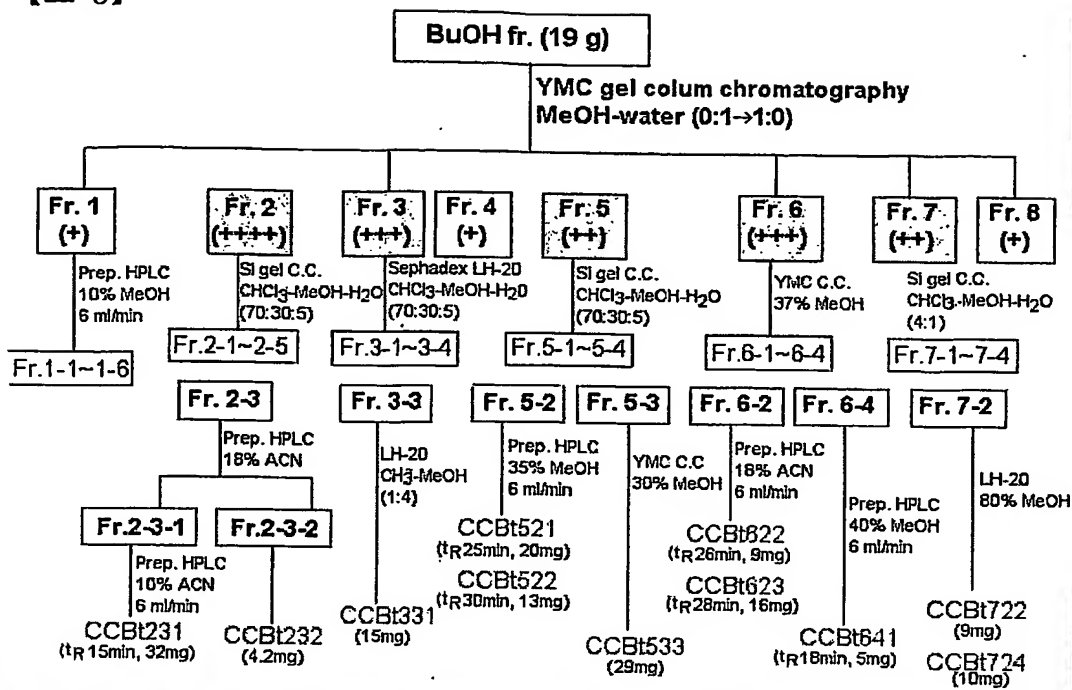 BuOH fr. (19 g)
YMC gel colum chromatography
MeOH-water (0:1→1:0)
Fr. 1
(+)
Fr. 2
(++++)
Fr. 3
(+++)
Fr. 4
(+)
Fr. 5
(++)
Fr. 6
(+++)
Fr. 7
(++)
Fr. 8
(+)
Prep. HPLC
10% MeOH
6 ml/min
Si gel C.C.
CHCl3-MeOH-H2O
(70:30:5)
Sephadex LH-20
CHCl3-MeOH-H2O
(70:30:5)
Si gel C.C.
CHCl3-MeOH-H2O
(70:30:5)
YMC C.C.
37% MeOH
Si gel C.C.
CHCl3-MeOH-H2O
(4:1)
Fr.1-1~1-6
Fr.2-1~2-5
Fr.3-1~3-4
Fr.5-1~5-4
Fr.6-1~6-4
Fr.7-1~7-4
Fr. 2-3
Fr. 3-3
Fr. 5-2
Fr. 5-3
Fr. 6-2
Fr. 6-4
Fr. 7-2
Prep. HPLC
18% ACN
LH-20
CH3-MeOH
(1:4)
Prep. HPLC
35% MeOH
6 ml/min
YMC C.C
30% MeOH
Prep. HPLC
18% ACN
6 ml/min
Prep. HPLC
40% MeOH
6 ml/min
LH-20
80% MeOH
Fr.2-3-1
Fr.2-3-2
Prep. HPLC
10% ACN
6 ml/min
CCBt231
(tR15min, 32mg)
CCBt232
(4.2mg)
CCBt331
(15mg)
CCBt521
(tR25min, 20mg)
CCBt522
(tR30min, 13mg)
CCBt533
(29mg)
CCBt622
(tR26min, 9mg)
CCBt623
(tR28min, 16mg)
CCBt641
(tR18min, 5mg)
CCBt722
(9mg)
CCBt724
(10mg)